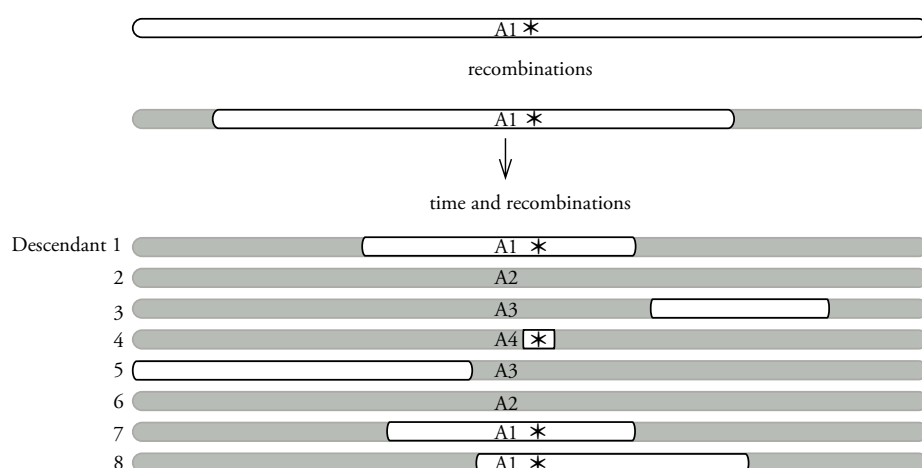 A1 *
recombinations
A1 *
time and recombinations
Descendant 1 A1 *
2 A2
3 A3
4 A4 *
5 A3
6 A2
7 A1 *
8 A1 *